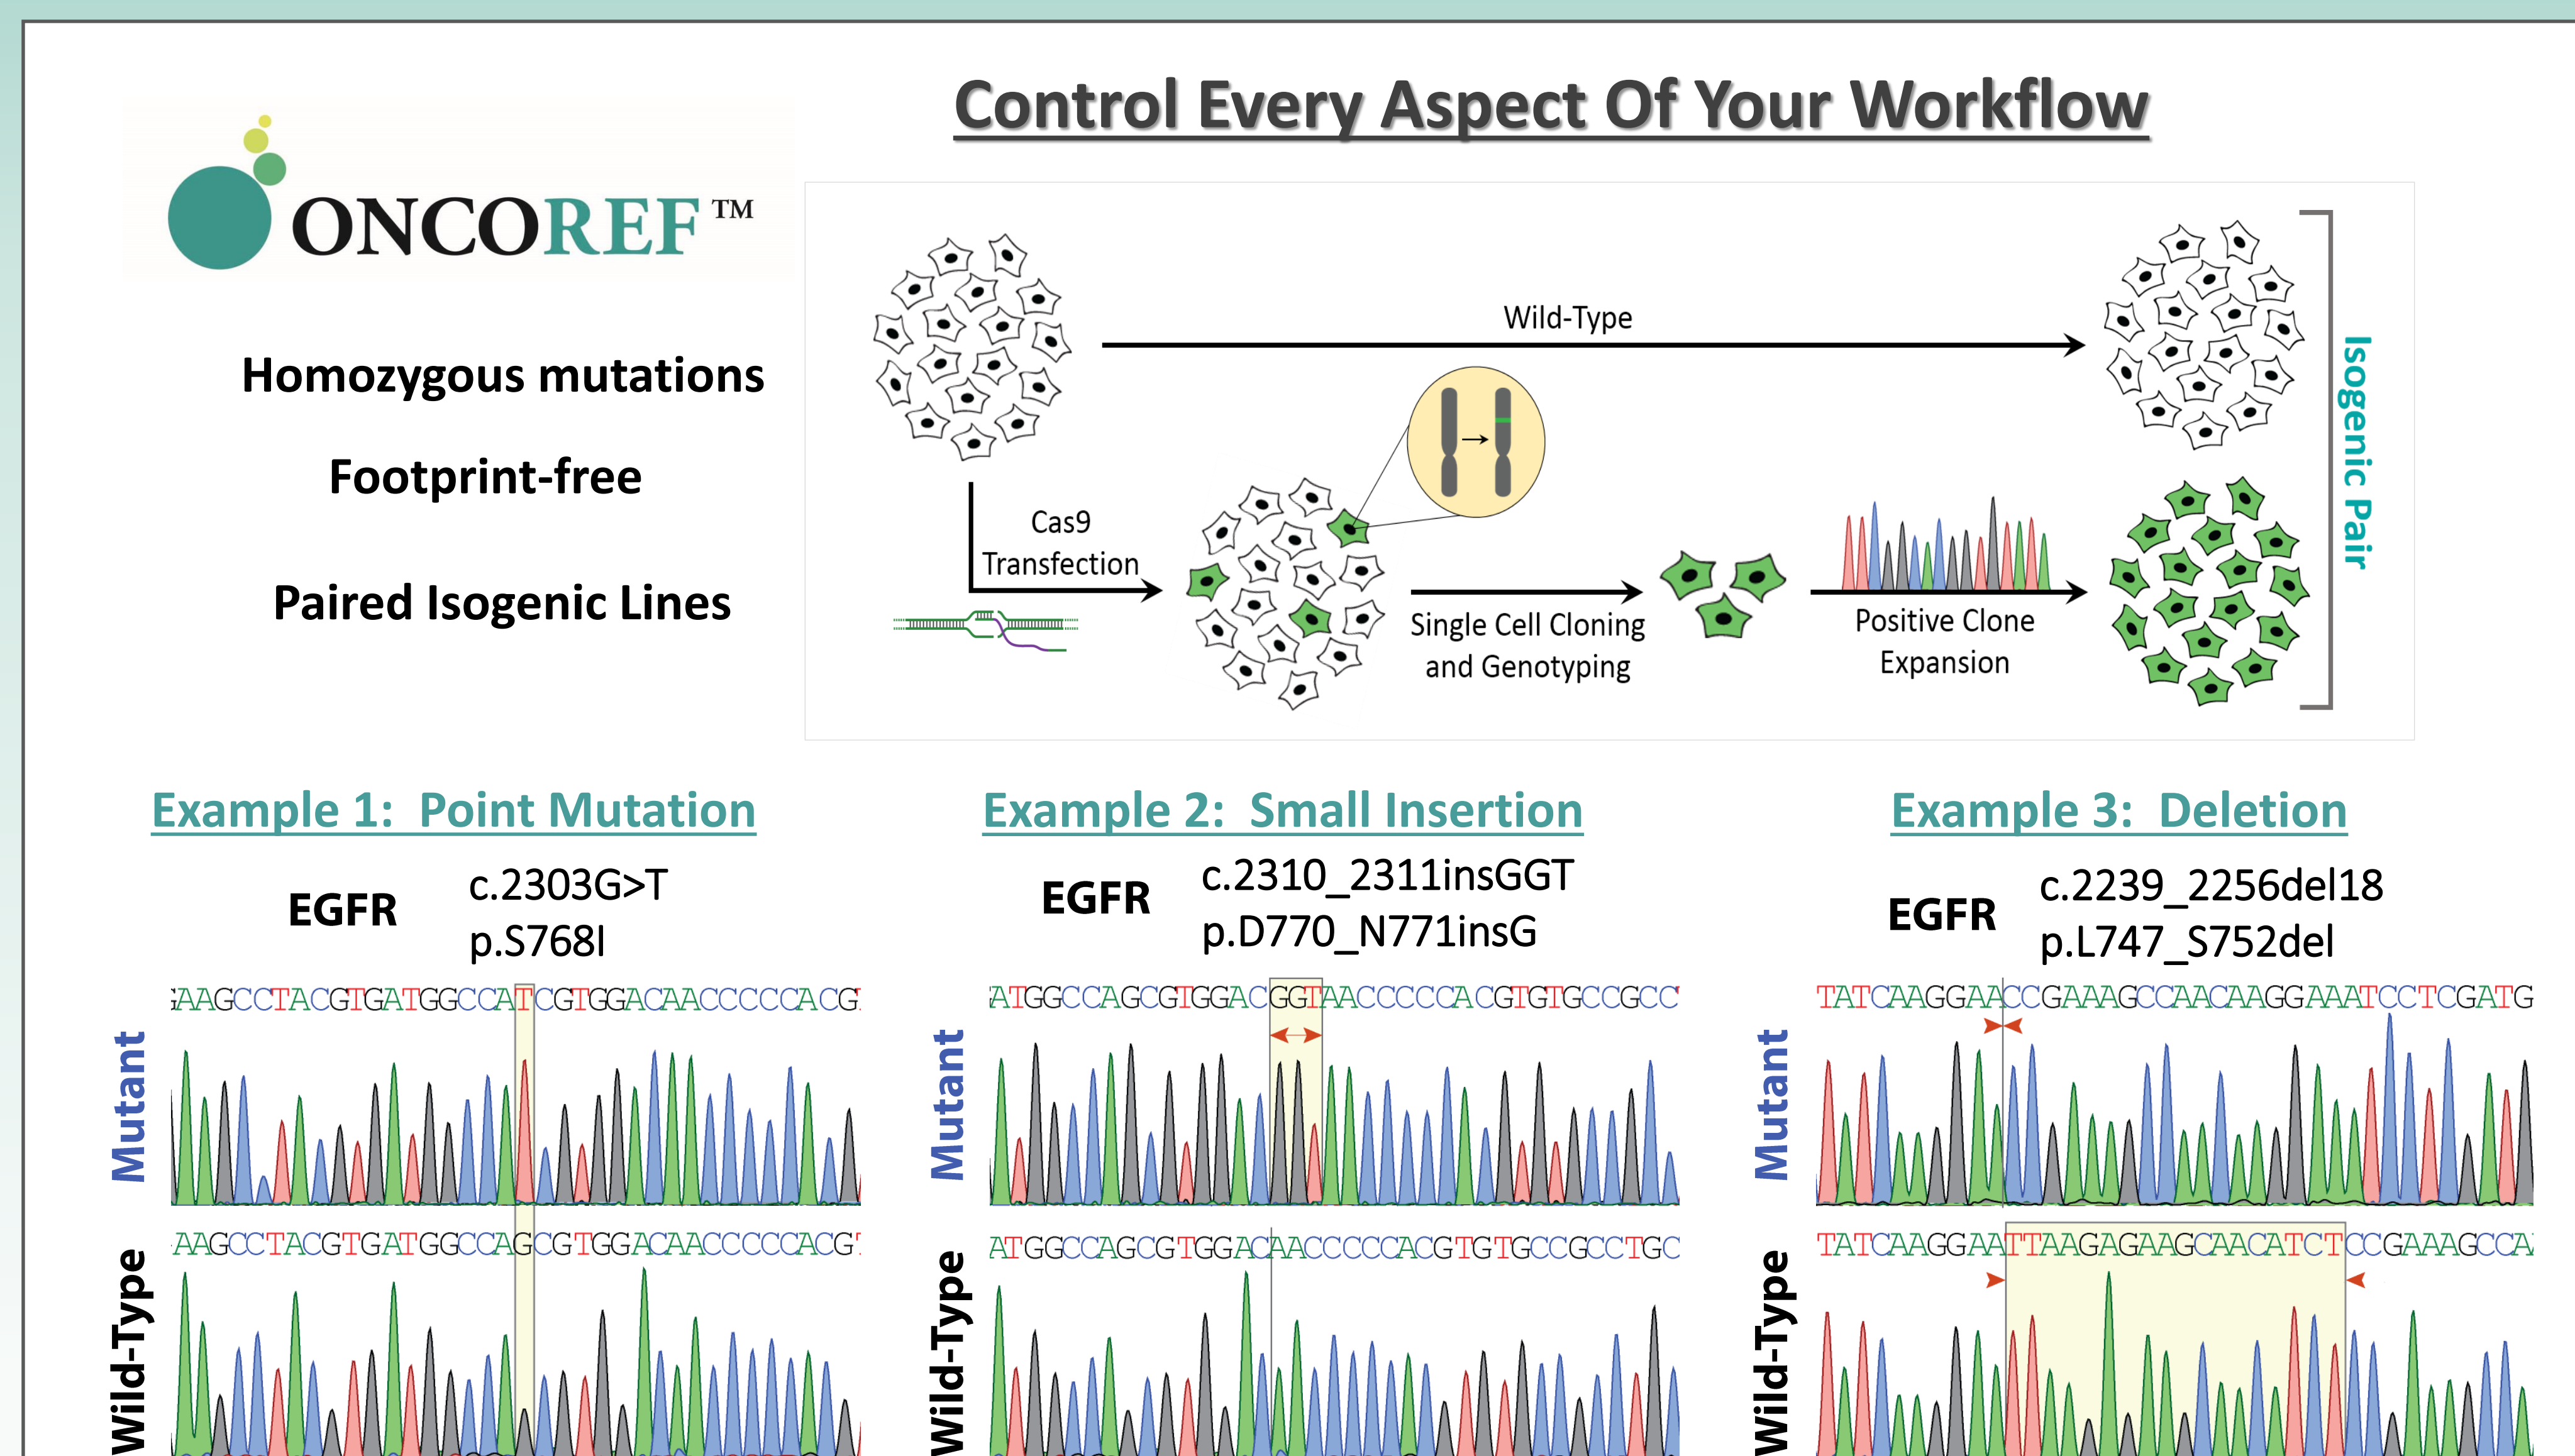 Control Every Aspect Of Your Workflow
ONCOREF™
Homozygous mutations
Footprint-free
Paired Isogenic Lines
Wild-Type
Cas9
Transfection
Single Cell Cloning
and Genotyping
Positive Clone
Expansion
Isogenic Pair
Example 1: Point Mutation
EGFR
c.2303G>T
p.S768I
Mutant
GAAGCCTACGTGATGGCCATCGTGGACAACCCCCACGT
Wild-Type
AAGCCTACGTGATGGCCAGCGTGGACAACCCCCACGT
Example 2: Small Insertion
EGFR
c.2310_2311insGGT
p.D770_N771insG
Mutant
ATGGCCAGCGTGGACGGTAACCCCCACGTGTGCCGCC
Wild-Type
ATGGCCAGCGTGGACAACCCCCACGTGTGCCGCCTGC
Example 3: Deletion
EGFR
c.2239_2256del18
p.L747_S752del
Mutant
TATCAAGGAACCGAAAGCCAACAAGGAAATCCTCGATG
Wild-Type
TATCAAGGAATTAAGAGAAGCAACATCTCCGAAAGCCA